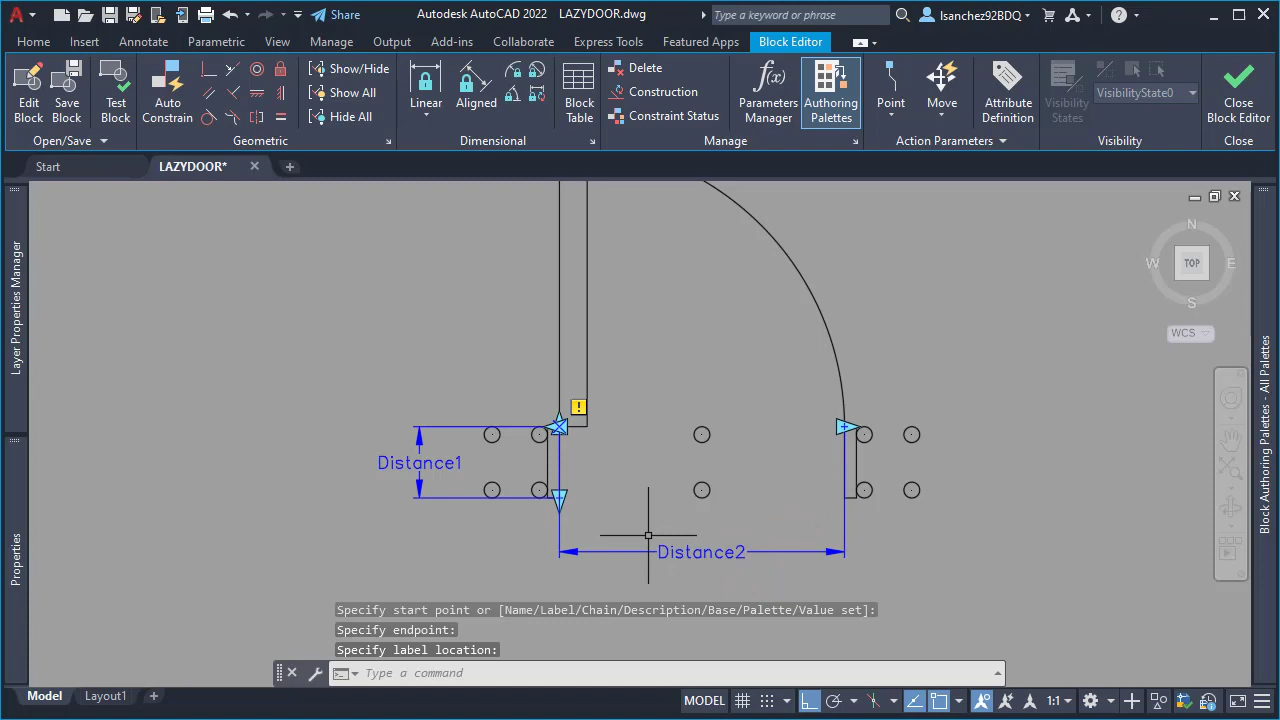 A Share Autodesk AutoCAD 2022 LAZYDOOR.dwg Type a keyword or phrase lsanchez92BDQ ?
Home Insert Annotate Parametric View Manage Output Add-ins Collaborate Express Tools Featured Apps Block Editor
Edit Block
Save Block
Test Block
Open/Save
Auto Constrain
Show/Hide
Show All
Hide All
Geometric
Linear
Aligned
Block Table
Dimensional
Delete
Construction
Constraint Status
f(x)
Parameters Manager
Authoring Palettes
Manage
Point
Move
Attribute Definition
Action Parameters
Visibility States
VisibilityState0
Visibility
Close Block Editor
Close
Start LAZYDOOR*
Layer Properties Manager
Properties
N
W TOP E
S
WCS
Block Authoring Palettes - All Palettes
!
Distance1
Distance2
Specify start point or [Name/Label/Chain/Description/Base/Palette/Value set]:
Specify endpoint:
Specify label location:
Type a command
Model Layout1 MODEL 1:1